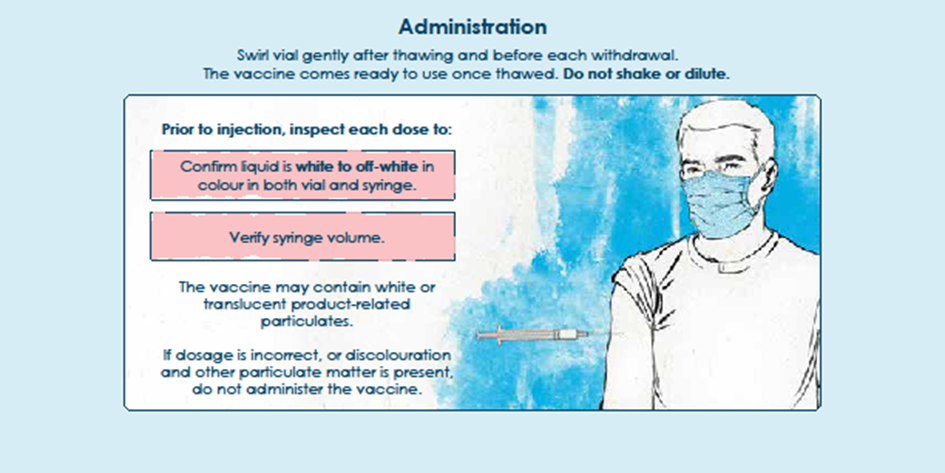 Administration
Swirl vial gently after thawing and before each withdrawal.
The vaccine comes ready to use once thawed. Do not shake or dilute.
Prior to injection, inspect each dose to:
Confirm liquid is white to off-white in
colour in both vial and syringe.
Verify syringe volume.
The vaccine may contain white or
translucent product-related
particulates.
If dosage is incorrect, or discolouration
and other particulate matter is present,
do not administer the vaccine.